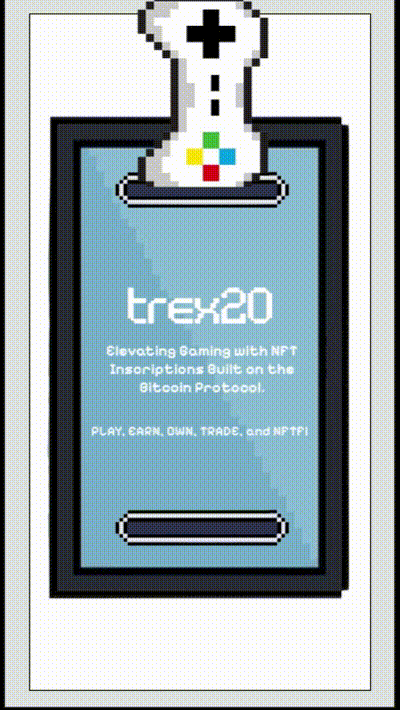 trex20
Elevating Gaming with NFT
Inscriptions Built on the
Bitcoin Protocol.
PLAY, EARN, OWN, TRADE, and NFTFI